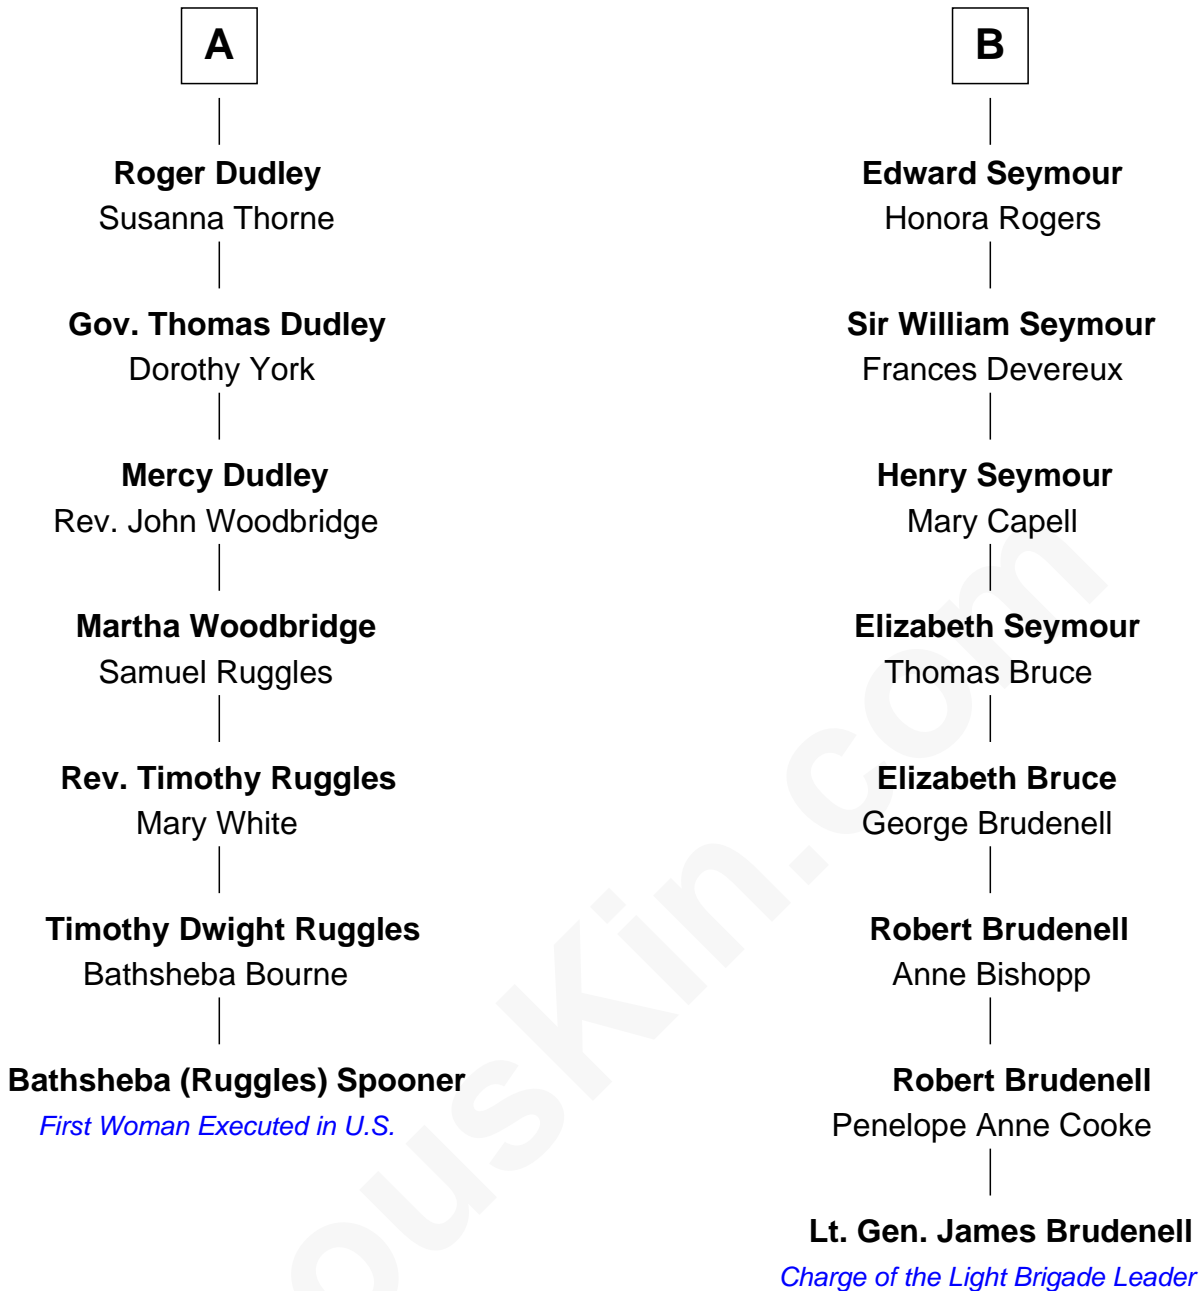 A
Roger Dudley
Susanna Thorne
Gov. Thomas Dudley
Dorothy York
Mercy Dudley
Rev. John Woodbridge
Martha Woodbridge
Samuel Ruggles
Rev. Timothy Ruggles
Mary White
Timothy Dwight Ruggles
Bathsheba Bourne
Bathsheba (Ruggles) Spooner
First Woman Executed in U.S.
B
Edward Seymour
Honora Rogers
Sir William Seymour
Frances Devereux
Henry Seymour
Mary Capell
Elizabeth Seymour
Thomas Bruce
Elizabeth Bruce
George Brudenell
Robert Brudenell
Anne Bishopp
Robert Brudenell
Penelope Anne Cooke
Lt. Gen. James Brudenell
Charge of the Light Brigade Leader
ousKin.com